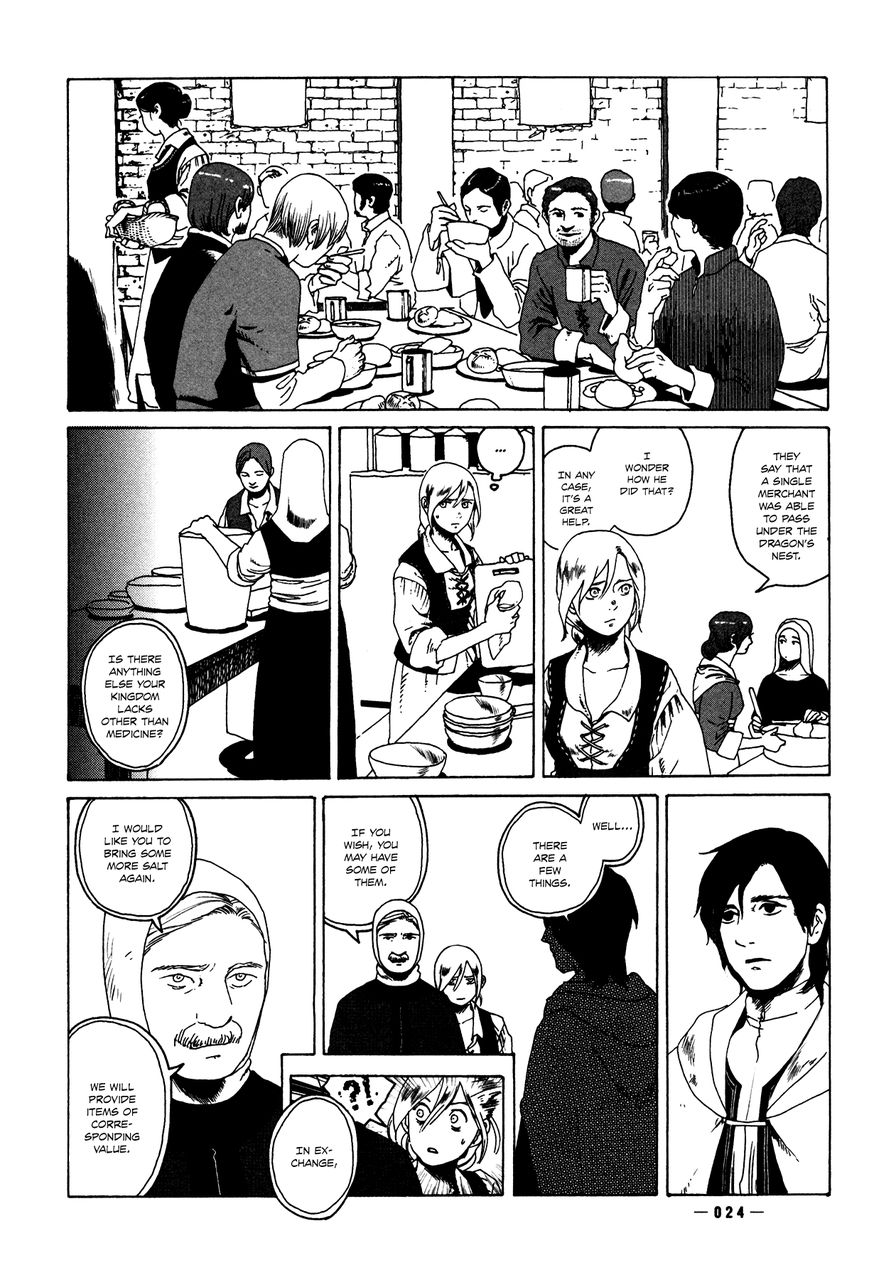 THEY
SAY THAT
A SINGLE
MERCHANT
WAS ABLE
TO PASS
UNDER THE
DRAGON'S
NEST.
I
WONDER
HOW HE
DID THAT?
IN ANY
CASE,
IT'S A
GREAT
HELP.
...
IS THERE
ANYTHING
ELSE YOUR
KINGDOM
LACKS
OTHER THAN
MEDICINE?
WELL...
THERE
ARE A
FEW
THINGS.
IF YOU
WISH, YOU
MAY HAVE
SOME OF
THEM.
?!
IN EX-
CHANGE,
I WOULD
LIKE YOU TO
BRING SOME
MORE SALT
AGAIN.
WE WILL
PROVIDE
ITEMS OF
CORRE-
SPONDING
VALUE.
— 024 —